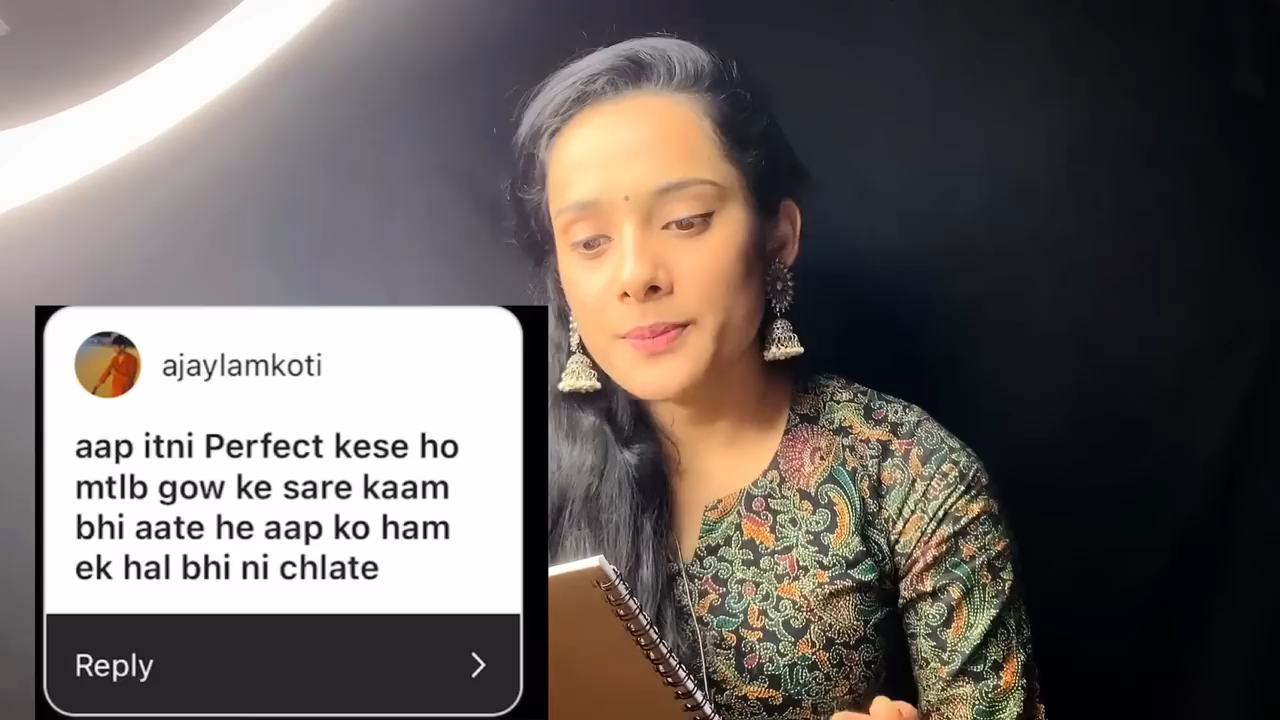 ajaylamkoti
aap itni Perfect kese ho
mtlb gow ke sare kaam
bhi aate he aap ko ham
ek hal bhi ni chlate
Reply